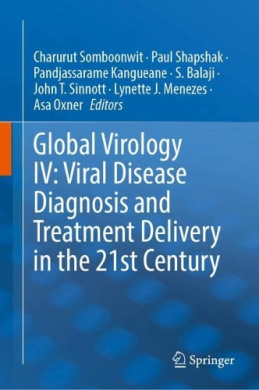 Charurut Somboonwit · Paul Shapshak ·
Pandjassarame Kangueane · S. Balaji ·
John T. Sinnott · Lynette J. Menezes ·
Asa Oxner Editors
Global Virology
IV: Viral Disease
Diagnosis and
Treatment Delivery
in the 21st Century
Springer